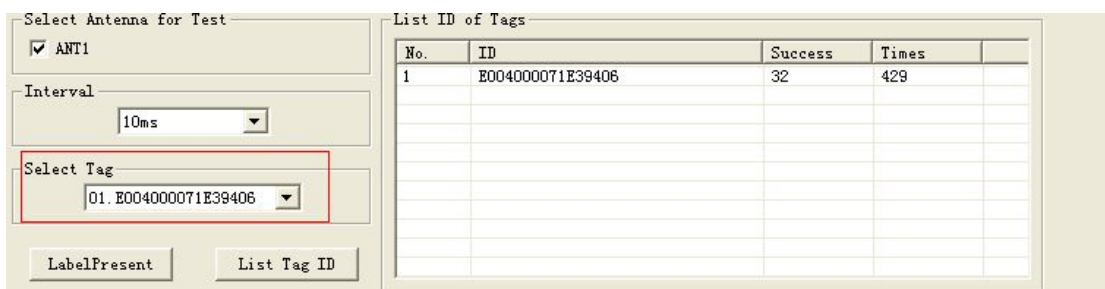 Select Antenna for Test
ANT1
Interval
10ms
Select Tag
01.E004000071E39406
LabelPresent
List Tag ID
List ID of Tags
No. ID Success Times
1 E004000071E39406 32 429